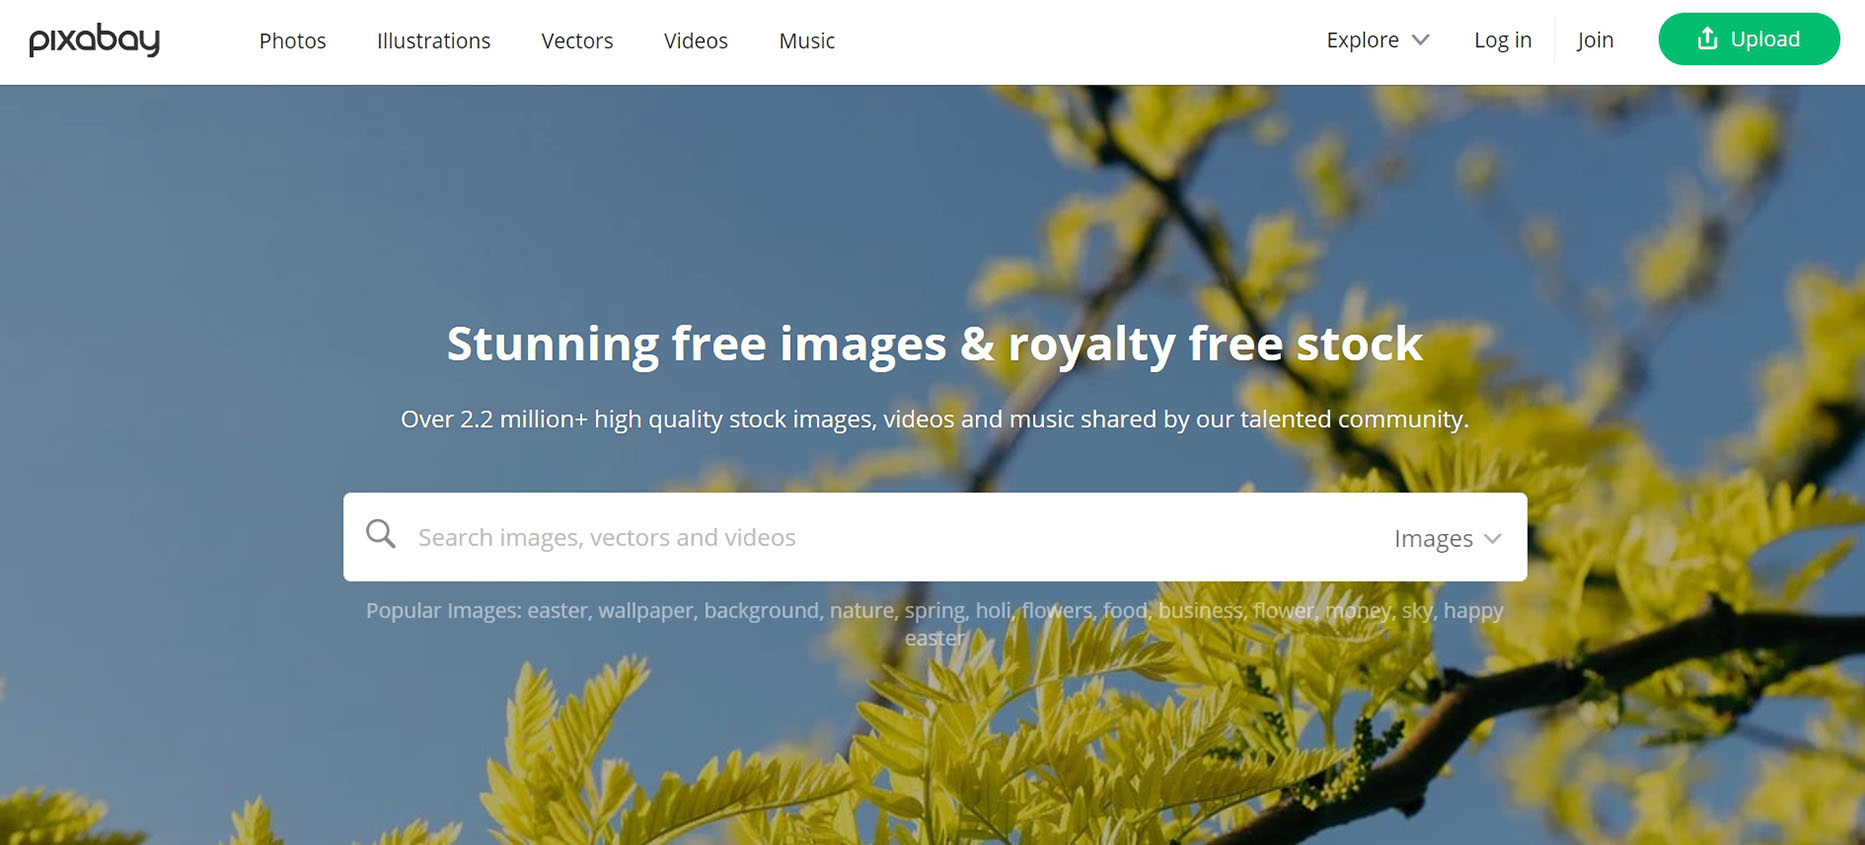 pixabay
Photos Illustrations Vectors Videos Music Explore Log in Join Upload
Stunning free images & royalty free stock
Over 2.2 million+ high quality stock images, videos and music shared by our talented community.
Search images, vectors and videos Images
Popular Images: easter, wallpaper, background, nature, spring, holi, flowers, food, business, flower, money, sky, happy
easter